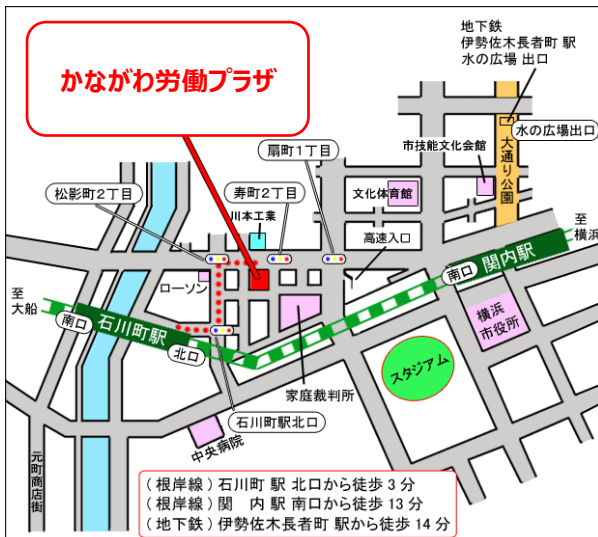 地下鉄
伊勢佐木長者町 駅
水の広場 出口
かながわ労働プラザ
水の広場出口
市技能文化会館
大通り公園
扇町1丁目
松影町2丁目
寿町2丁目
文化体育館
川本工業
高速入口
至
横浜
関内駅
南口
ローソン
至
大船
南口
石川町駅
北口
横浜
市役所
スタジアム
家庭裁判所
石川町駅北口
中央病院
元町商店街
（根岸線）石川町 駅 北口から徒歩 3 分
（根岸線）関 内 駅 南口から徒歩 13 分
（地下鉄）伊勢佐木長者町 駅から徒歩 14 分